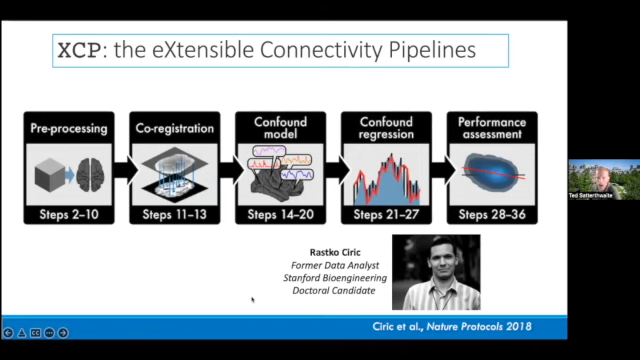 XCP: the eXtensible Connectivity Pipelines
Pre-processing
Steps 2–10
Co-registration
Steps 11–13
Confound
model
Steps 14–20
Confound
regression
Steps 21–27
Performance
assessment
Steps 28–36
Rastko Ciric
Former Data Analyst
Stanford Bioengineering
Doctoral Candidate
Ted Satterthwaite
Ciric et al., Nature Protocols 2018